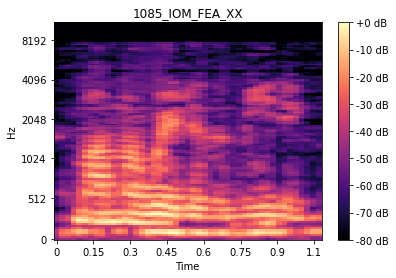 1085_IOM_FEA_XX
8192
4096
2048
1024
512
0
Hz
0 0.15 0.3 0.45 0.6 0.75 0.9 1.1
Time
+0 dB
-10 dB
-20 dB
-30 dB
-40 dB
-50 dB
-60 dB
-70 dB
-80 dB